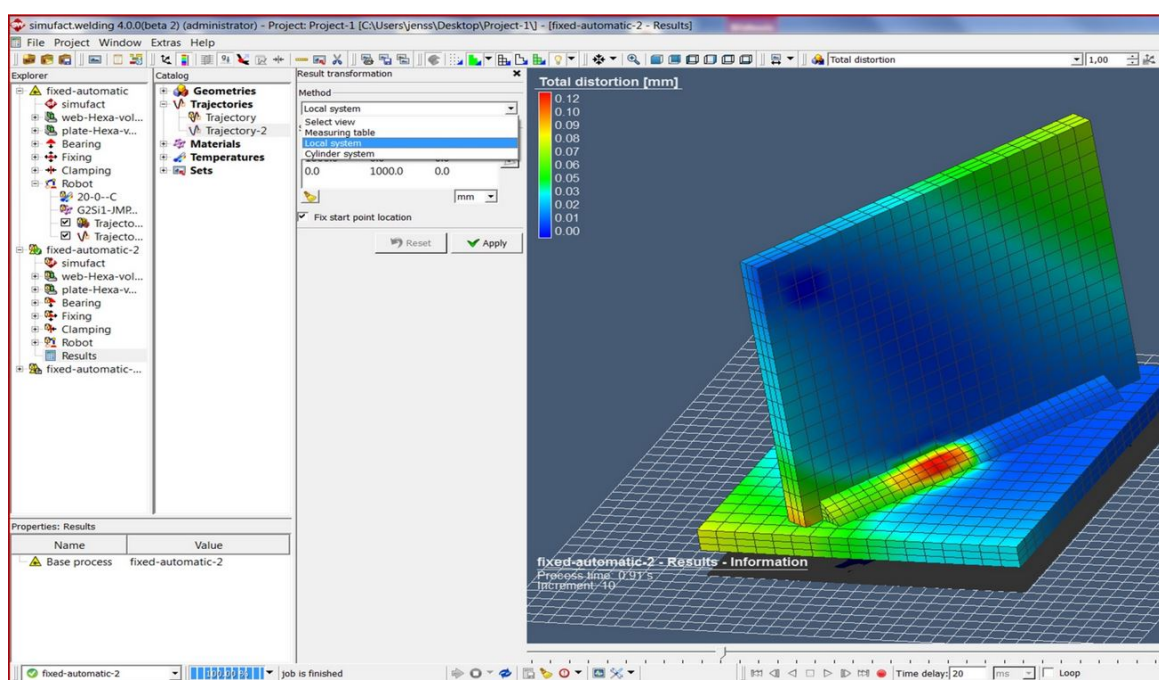 simufact.welding 4.0.0(beta 2) (administrator) - Project: Project-1 [C:\Users\jenss\Desktop\Project-1\] - [fixed-automatic-2 - Results]
File Project Window Extras Help
Total distortion
1,00
Explorer
fixed-automatic
simufact
web-Hexa-vol...
plate-Hexa-v...
Bearing
Fixing
Clamping
Robot
20-0--C
G2Si1-JMP...
Trajecto...
Trajecto...
fixed-automatic-2
simufact
web-Hexa-vol...
plate-Hexa-v...
Bearing
Fixing
Clamping
Robot
Results
fixed-automatic-...
Catalog
Geometries
Trajectories
Trajectory
Trajectory-2
Materials
Temperatures
Sets
Result transformation
Method
Local system
Select view
Measuring table
Local system
Cylinder system
0.0 1000.0 0.0
mm
Fix start point location
Reset Apply
Total distortion [mm]
0.12
0.10
0.09
0.08
0.07
0.06
0.05
0.03
0.02
0.01
0.00
fixed-automatic-2 - Results - Information
Process time: 0.91 s
Increment: 10
Properties: Results
Name Value
Base process fixed-automatic-2
fixed-automatic-2
job is finished
Time delay: 20 ms Loop